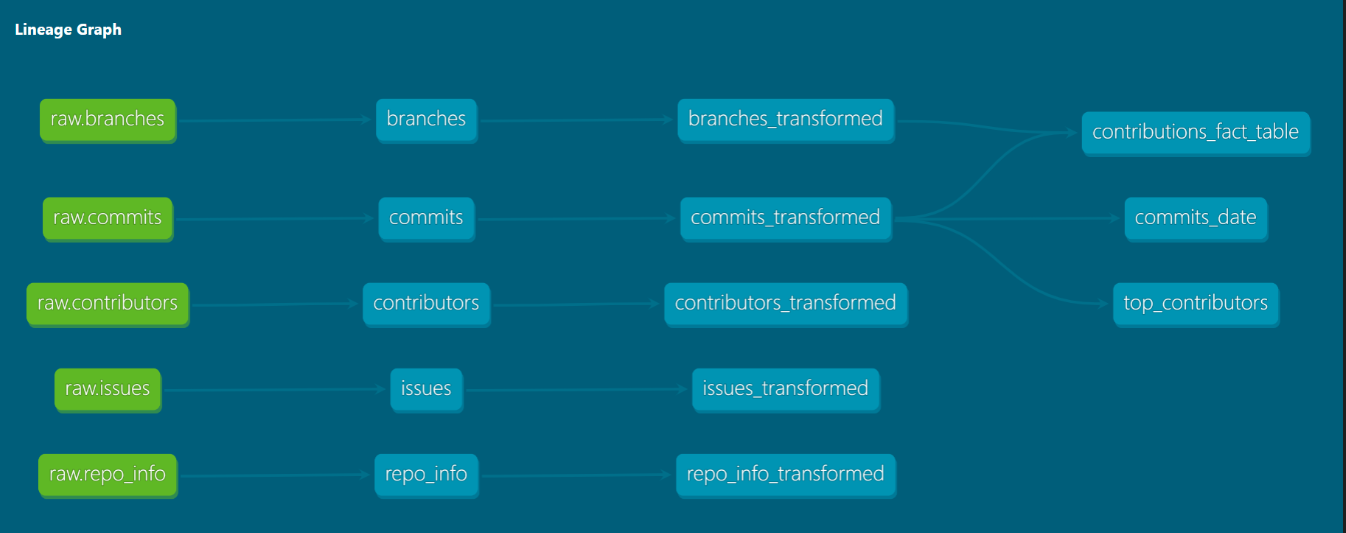 Lineage Graph
raw.branches
branches
branches_transformed
contributions_fact_table
raw.commits
commits
commits_transformed
commits_date
raw.contributors
contributors
contributors_transformed
top_contributors
raw.issues
issues
issues_transformed
raw.repo_info
repo_info
repo_info_transformed